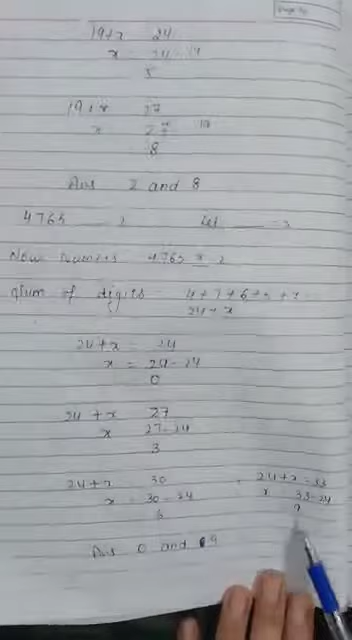 19+x 24
x 24-19
5
19+x 27
x 27 19
8
Ans 2 and 8
4765 __ 2 Let
New numbers 4765 x 2
Sum of digits 4+7+6+5+2
24+x
24+x = 24
x = 24-24
0
24+x 27
x 27-24
3
24+x 30
x = 30-24
6
24+x = 33
x 33-24
9
Ans 0 and 9